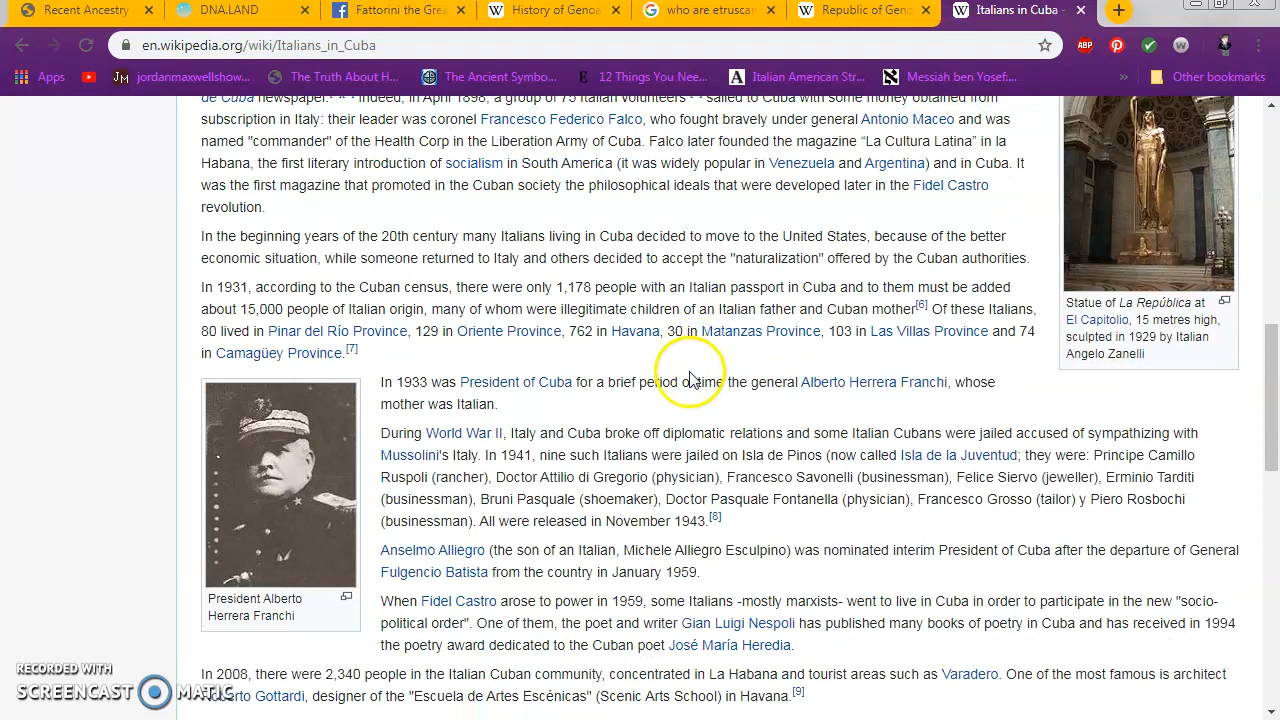 Recent Ancestry
DNA.LAND
Fattorini the Grea
History of Genoa
who are etruscan
Republic of Geno
Italians in Cuba -
en.wikipedia.org/wiki/Italians_in_Cuba
ABP
Apps
jordanmaxwellshow...
The Truth About H...
The Ancient Symbo...
12 Things You Nee...
Italian American Str...
Messiah ben Yosef:...
»
Other bookmarks
de Cuba newspaper. Indeed, in April 1898, a group of 75 Italian volunteers sailed to Cuba with some money obtained from
subscription in Italy: their leader was coronel Francesco Federico Falco, who fought bravely under general Antonio Maceo and was
named "commander" of the Health Corp in the Liberation Army of Cuba. Falco later founded the magazine “La Cultura Latina” in la
Habana, the first literary introduction of socialism in South America (it was widely popular in Venezuela and Argentina) and in Cuba. It
was the first magazine that promoted in the Cuban society the philosophical ideals that were developed later in the Fidel Castro
revolution.
In the beginning years of the 20th century many Italians living in Cuba decided to move to the United States, because of the better
economic situation, while someone returned to Italy and others decided to accept the "naturalization" offered by the Cuban authorities.
In 1931, according to the Cuban census, there were only 1,178 people with an Italian passport in Cuba and to them must be added
about 15,000 people of Italian origin, many of whom were illegitimate children of an Italian father and Cuban mother[6] Of these Italians,
80 lived in Pinar del Río Province, 129 in Oriente Province, 762 in Havana, 30 in Matanzas Province, 103 in Las Villas Province and 74
in Camagüey Province.[7]
Statue of La República at
El Capitolio, 15 metres high,
sculpted in 1929 by Italian
Angelo Zanelli
In 1933 was President of Cuba for a brief period of time the general Alberto Herrera Franchi, whose
mother was Italian.
During World War II, Italy and Cuba broke off diplomatic relations and some Italian Cubans were jailed accused of sympathizing with
Mussolini's Italy. In 1941, nine such Italians were jailed on Isla de Pinos (now called Isla de la Juventud; they were: Principe Camillo
Ruspoli (rancher), Doctor Attilio di Gregorio (physician), Francesco Savonelli (businessman), Felice Siervo (jeweller), Erminio Tarditi
(businessman), Bruni Pasquale (shoemaker), Doctor Pasquale Fontanella (physician), Francesco Grosso (tailor) y Piero Rosbochi
(businessman). All were released in November 1943.[8]
Anselmo Alliegro (the son of an Italian, Michele Alliegro Esculpino) was nominated interim President of Cuba after the departure of General
Fulgencio Batista from the country in January 1959.
President Alberto
Herrera Franchi
When Fidel Castro arose to power in 1959, some Italians -mostly marxists- went to live in Cuba in order to participate in the new "socio-
political order". One of them, the poet and writer Gian Luigi Nespoli has published many books of poetry in Cuba and has received in 1994
the poetry award dedicated to the Cuban poet José María Heredia.
In 2008, there were 2,340 people in the Italian Cuban community, concentrated in La Havana and tourist areas such as Varadero. One of the most famous is architect
Roberto Gottardi, designer of the "Escuela de Artes Escénicas" (Scenic Arts School) in Havana.[9]
RECORDED WITH
SCREENCAST MATIC